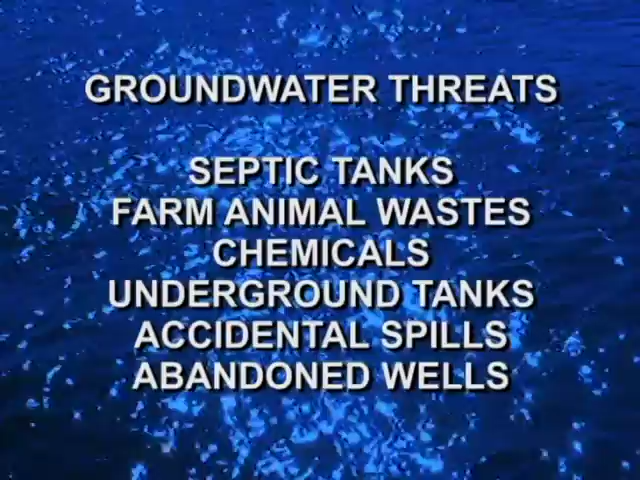 GROUNDWATER THREATS
SEPTIC TANKS
FARM ANIMAL WASTES
CHEMICALS
UNDERGROUND TANKS
ACCIDENTAL SPILLS
ABANDONED WELLS